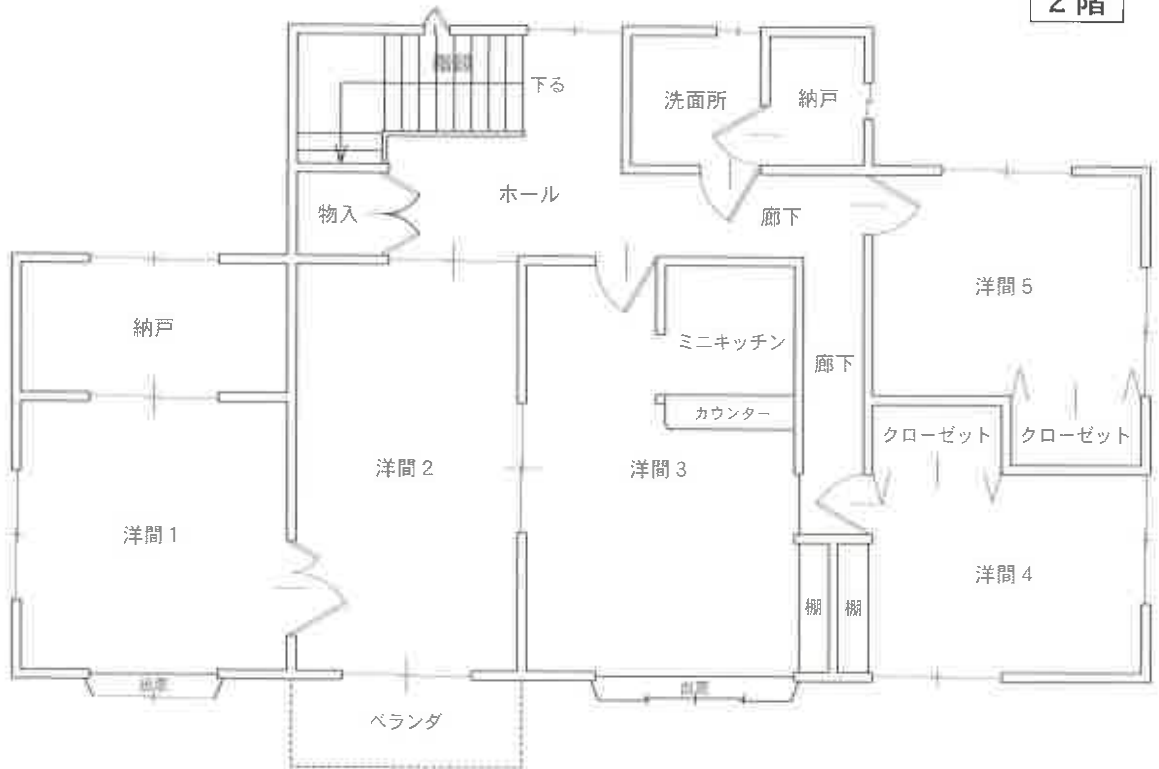 2階
下る
洗面所
納戸
物入
ホール
廊下
納戸
洋間5
ミニキッチン
廊下
カウンター
クローゼット
クローゼット
洋間2
洋間3
洋間1
洋間4
棚
棚
出窓
出窓
ベランダ